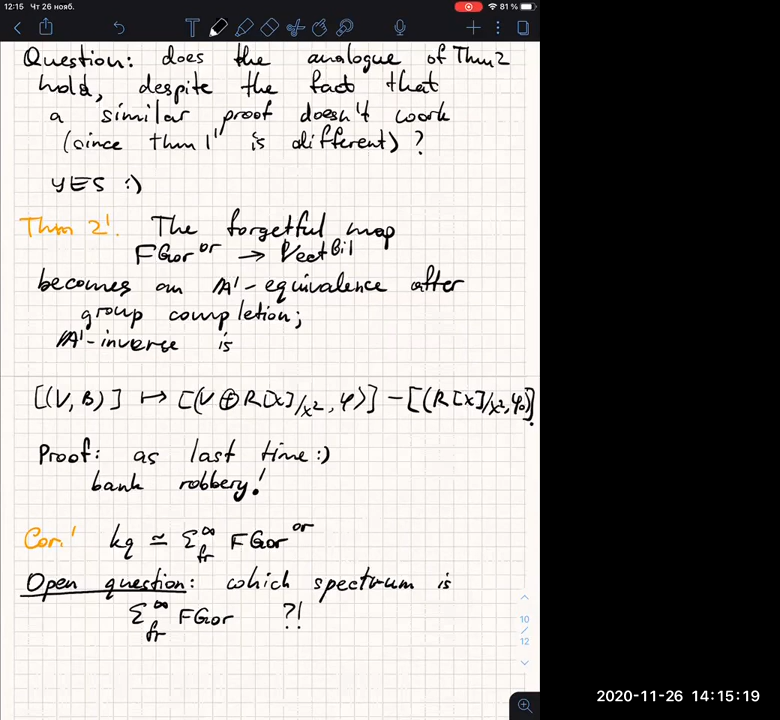 12:15 Чт 26 нояб.
81 %
Question: does the analogue of Thm 2
hold, despite the fact that
a similar proof doesn't work
(since thm 1' is different) ?
YES :)
Thm 2'. The forgetful map
FGor^or → Vect^Bil
becomes an A¹-equivalence after
group completion;
A¹-inverse is
[(V, B)] ↦ [(V ⊕ R[x]/x², φ)] − [(R[x]/x², φ₀)].
Proof: as last time :)
bank robbery!
Cor.' kq ≃ Σ^∞_fr FGor^or
Open question: which spectrum is
Σ^∞_fr FGor ?!
10
/
12
2020-11-26 14:15:19